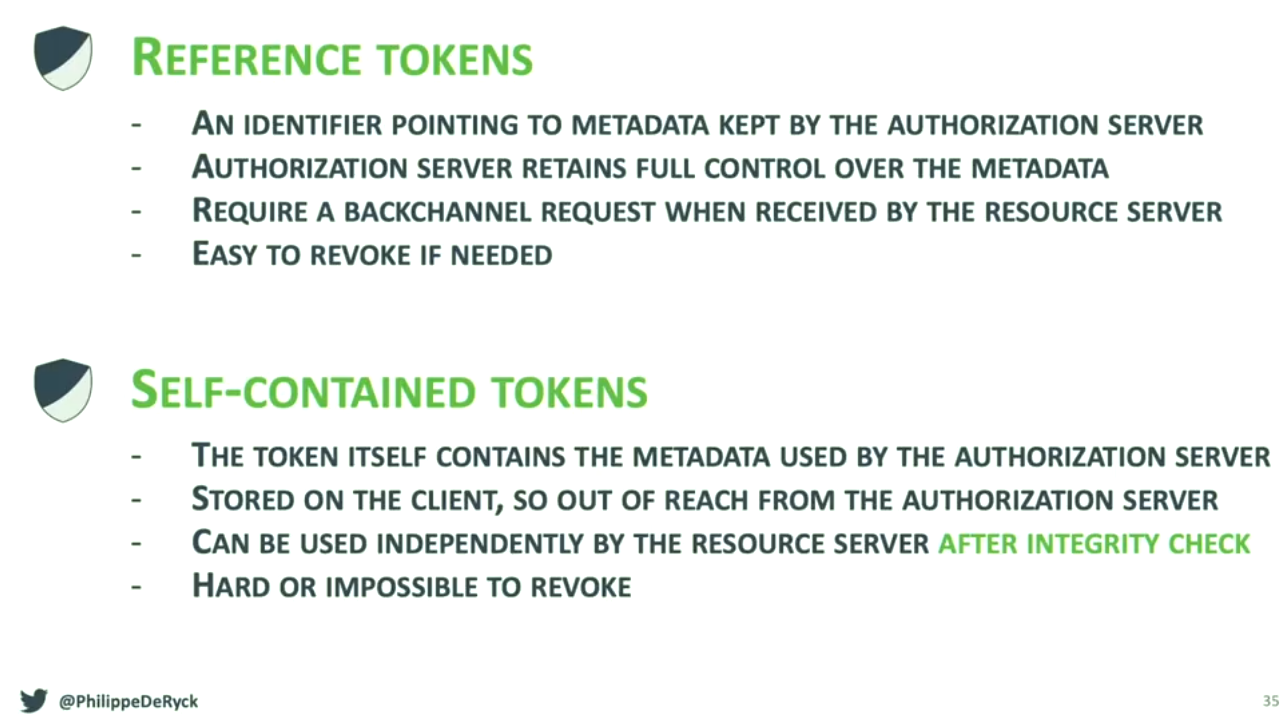 Reference tokens
- An identifier pointing to metadata kept by the authorization server
- Authorization server retains full control over the metadata
- Require a backchannel request when received by the resource server
- Easy to revoke if needed
Self-contained tokens
- The token itself contains the metadata used by the authorization server
- Stored on the client, so out of reach from the authorization server
- Can be used independently by the resource server after integrity check
- Hard or impossible to revoke
@PhilippeDeRyck
35